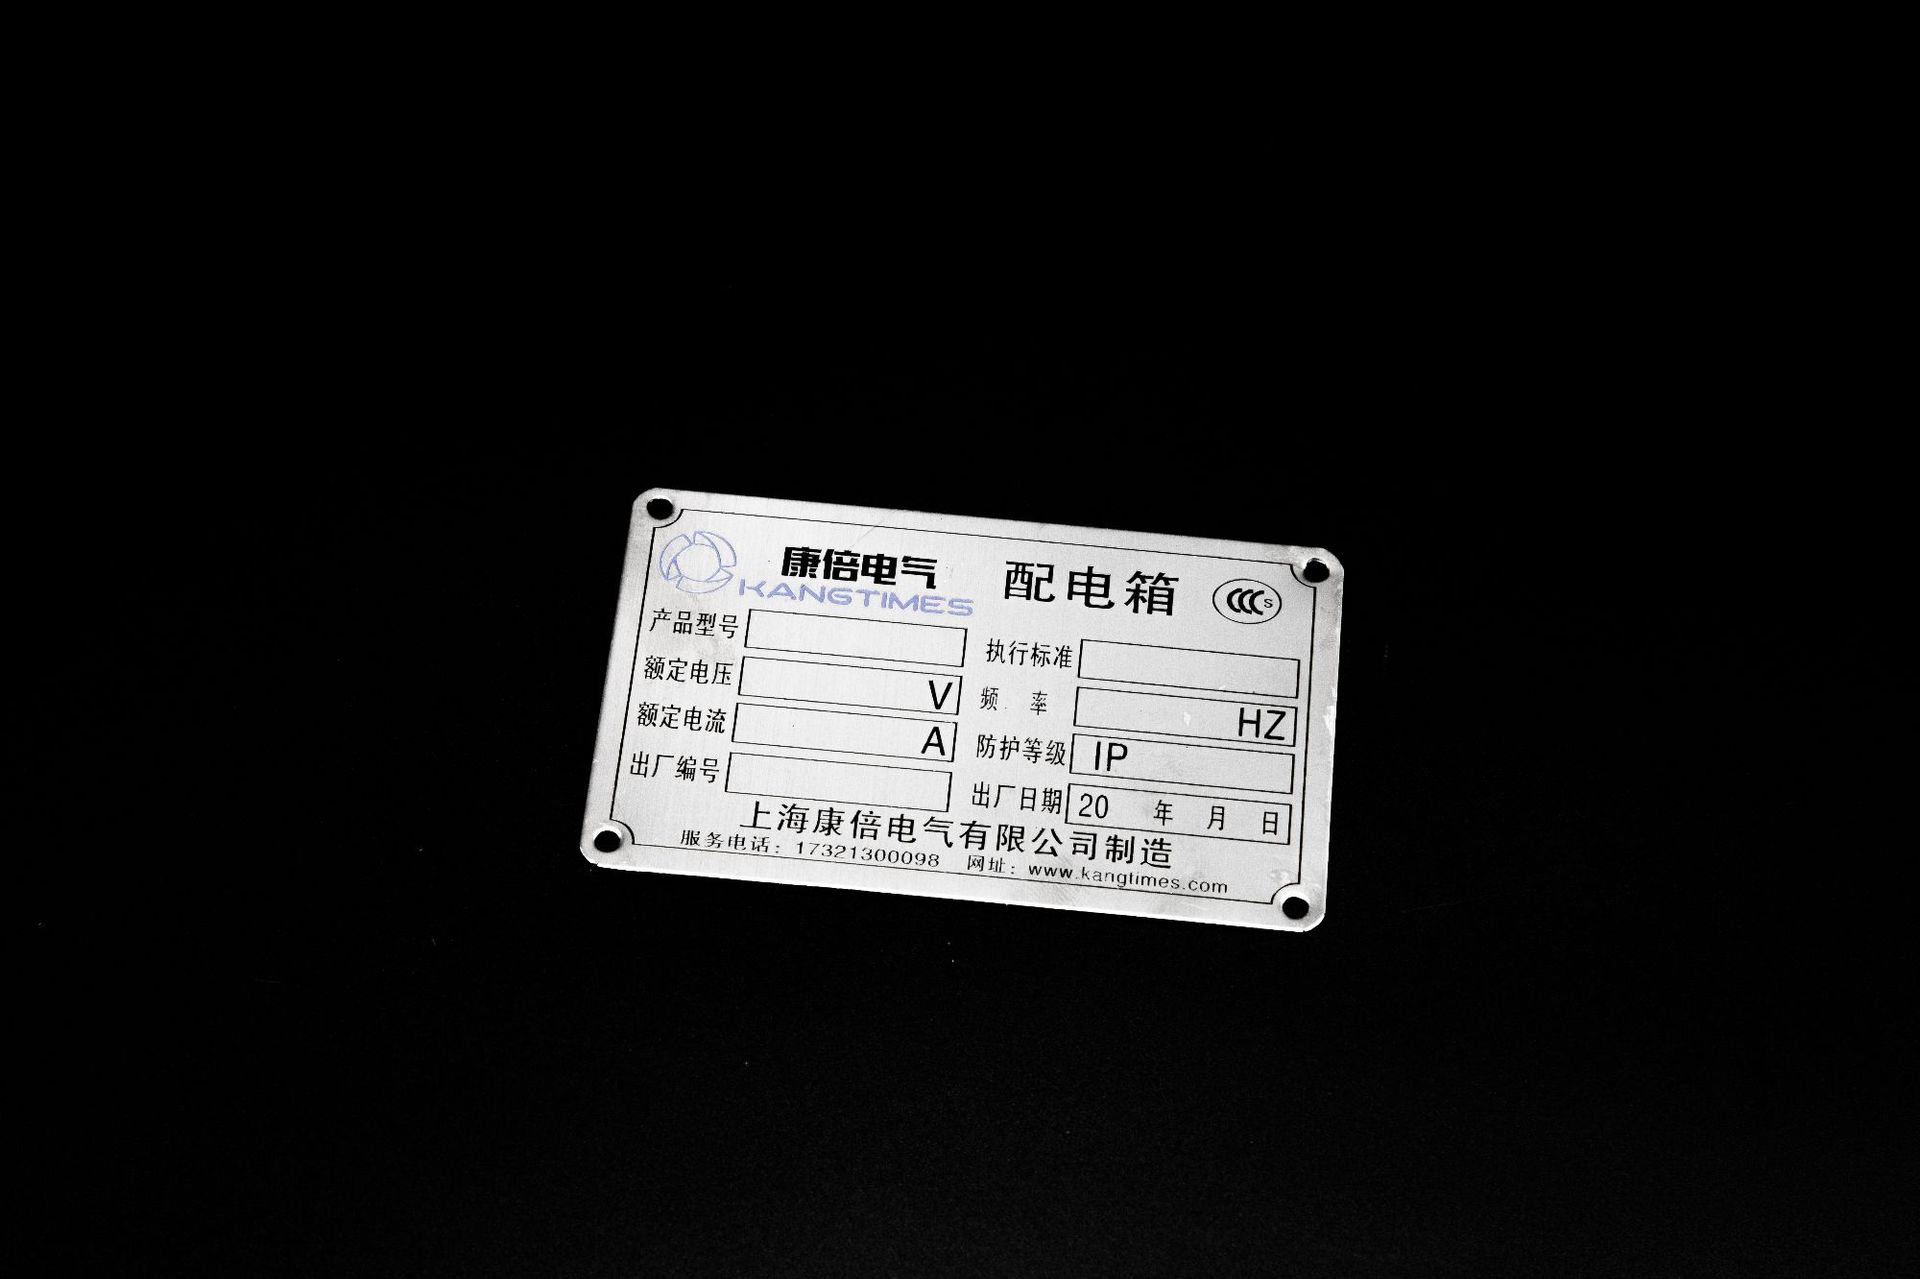 康倍电气 配电箱 CCC S
KANGTIMES
产品型号 执行标准
额定电压 V 频 率 HZ
额定电流 A 防护等级 IP
出厂编号 出厂日期 20 年 月 日
上海康倍电气有限公司制造
服务电话：17321300098 网址：www.kangtimes.com